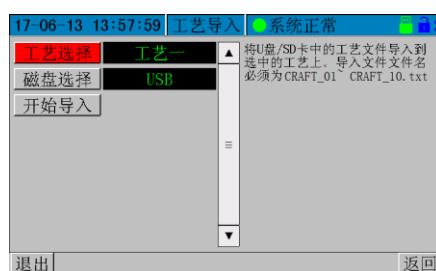 17-06-13 13:57:59 工艺导入 系统正常
工艺选择 工艺一
磁盘选择 USB
开始导入
将U盘/SD卡中的工艺文件导入到
选中的工艺上。导入文件文件名
必须为CRAFT_01~ CRAFT_10.txt
退出 返回